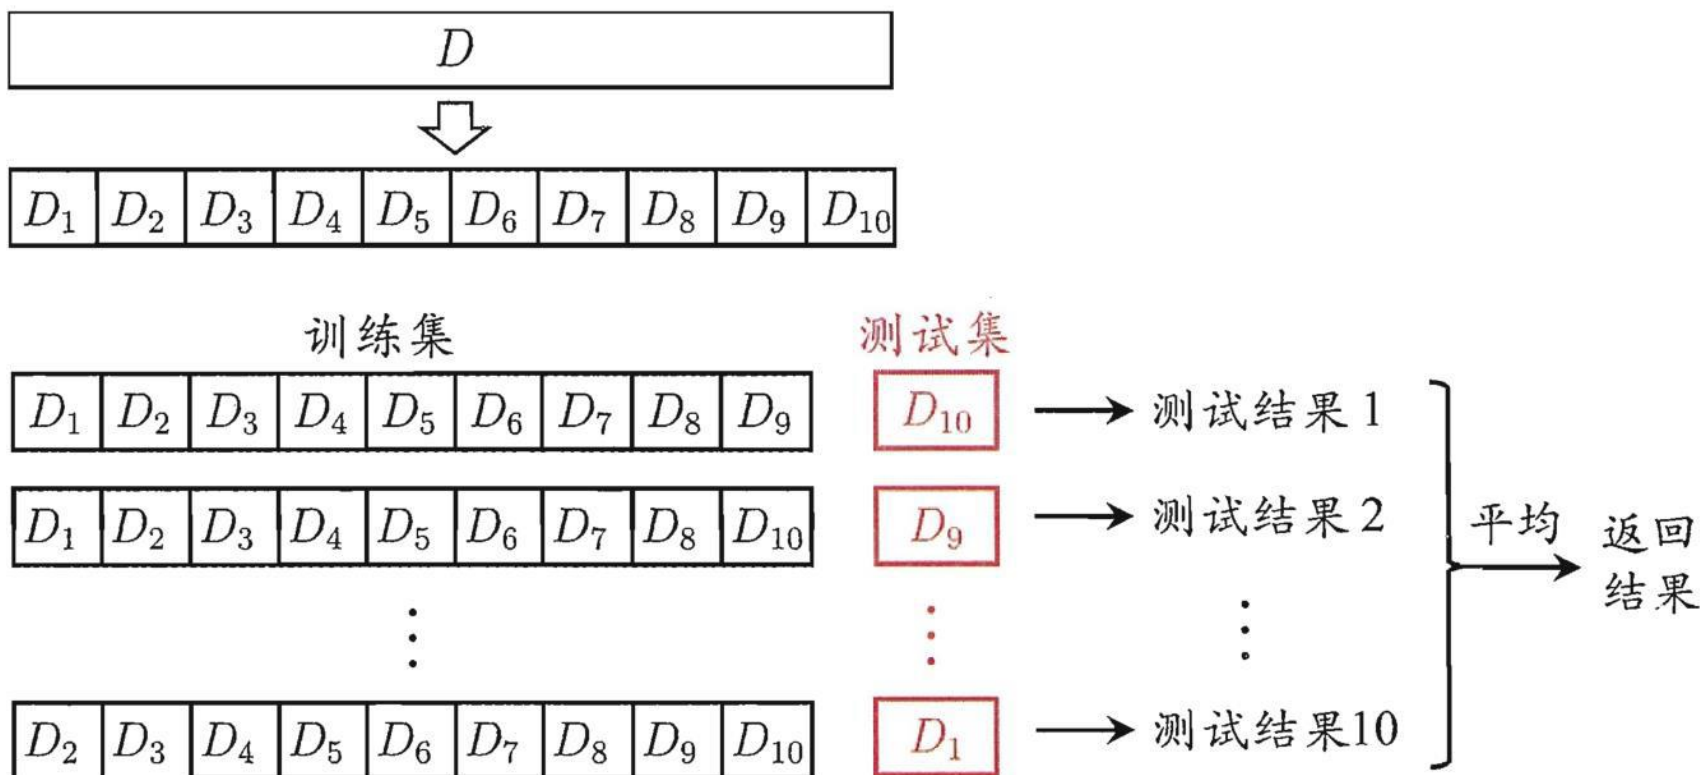 D
D₁ D₂ D₃ D₄ D₅ D₆ D₇ D₈ D₉ D₁₀
训练集 测试集
D₁ D₂ D₃ D₄ D₅ D₆ D₇ D₈ D₉ D₁₀ 测试结果1
D₁ D₂ D₃ D₄ D₅ D₆ D₇ D₈ D₁₀ D₉ 测试结果2
平均 返回
结果
D₂ D₃ D₄ D₅ D₆ D₇ D₈ D₉ D₁₀ D₁ 测试结果10